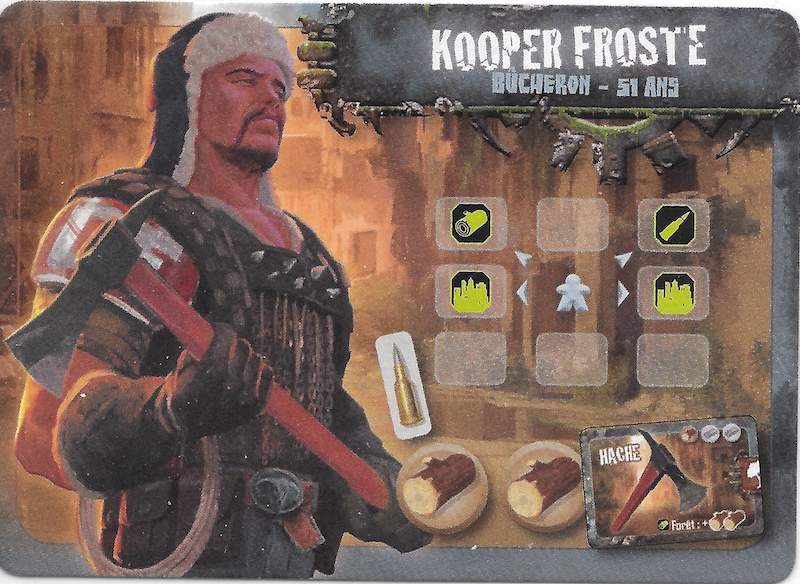 KOOPER FROSTE
BÛCHERON - 51 ANS
HACHE
Forêt : +